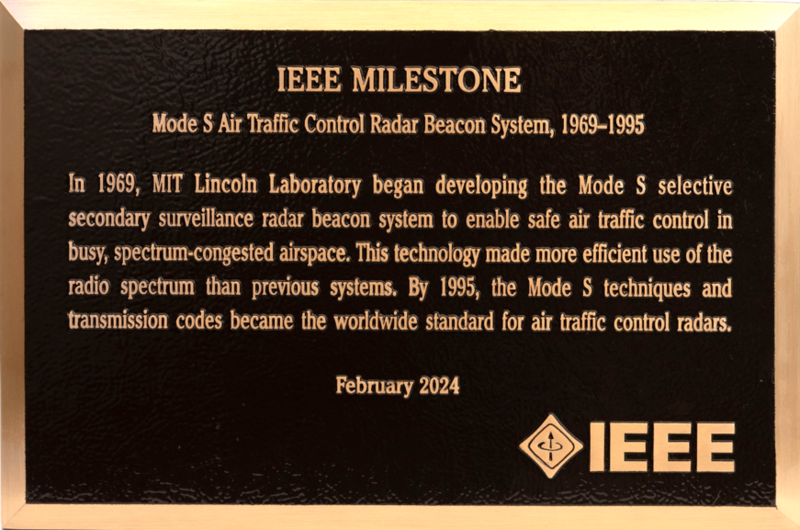 IEEE MILESTONE
Mode S Air Traffic Control Radar Beacon System, 1969–1995
In 1969, MIT Lincoln Laboratory began developing the Mode S selective
secondary surveillance radar beacon system to enable safe air traffic control in
busy, spectrum-congested airspace. This technology made more efficient use of the
radio spectrum than previous systems. By 1995, the Mode S techniques and
transmission codes became the worldwide standard for air traffic control radars.
February 2024
IEEE